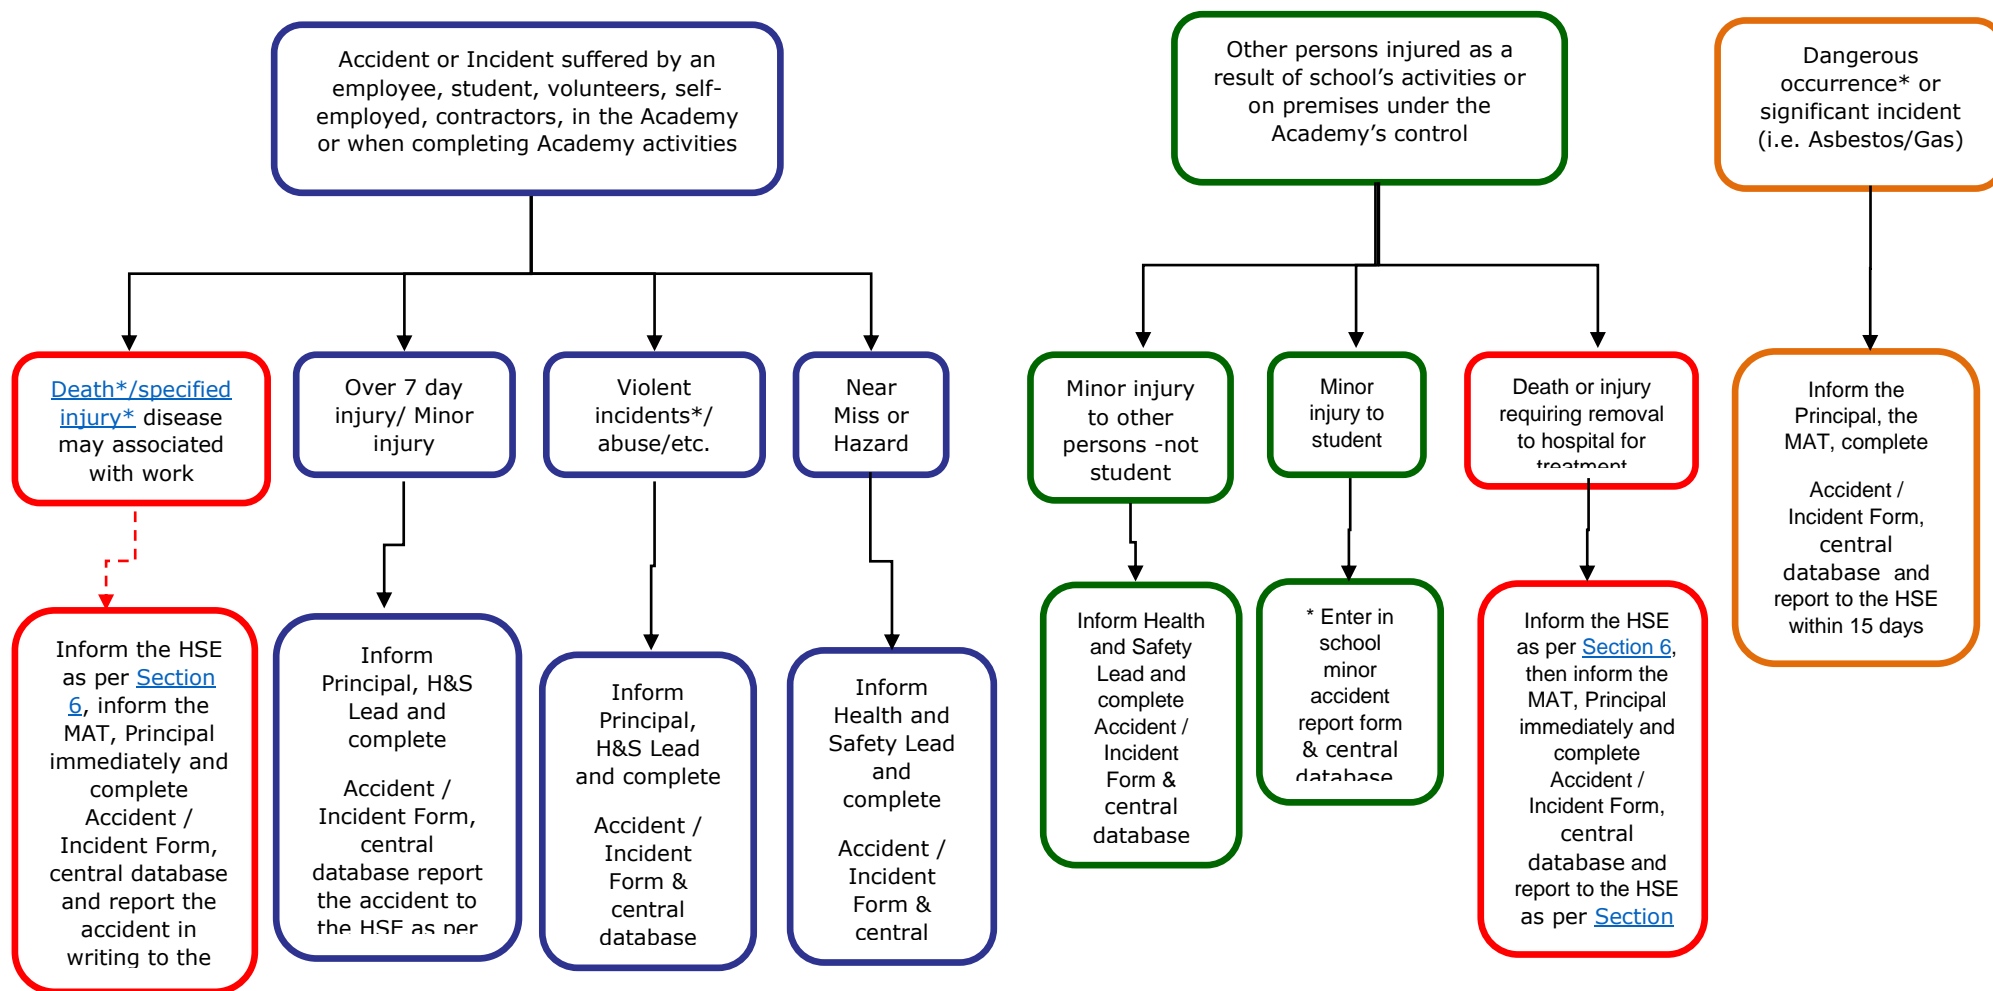 Accident or Incident suffered by an
employee, student, volunteers, self-
employed, contractors, in the Academy
or when completing Academy activities
Other persons injured as a
result of school’s activities or
on premises under the
Academy’s control
Dangerous
occurrence* or
significant incident
(i.e. Asbestos/Gas)
Death*/specified
injury* disease
may associated
with work
Over 7 day
injury/ Minor
injury
Violent
incidents*/
abuse/etc.
Near
Miss or
Hazard
Minor injury
to other
persons -not
student
Minor
injury to
student
Death or injury
requiring removal
to hospital for
treatment
Inform the
Principal, the
MAT, complete
Accident /
Incident Form,
central
database and
report to the HSE
within 15 days
Inform the HSE
as per Section
6, inform the
MAT, Principal
immediately and
complete
Accident /
Incident Form,
central database
and report the
accident in
writing to the
Inform
Principal, H&S
Lead and
complete
Accident /
Incident Form,
central
database report
the accident to
the HSE as per
Inform
Principal,
H&S Lead
and complete
Accident /
Incident
Form &
central
database
Inform
Health and
Safety Lead
and
complete
Accident /
Incident
Form &
central
Inform Health
and Safety
Lead and
complete
Accident /
Incident
Form &
central
database
* Enter in
school
minor
accident
report form
& central
database
Inform the HSE
as per Section 6,
then inform the
MAT, Principal
immediately and
complete
Accident /
Incident Form,
central
database and
report to the HSE
as per Section